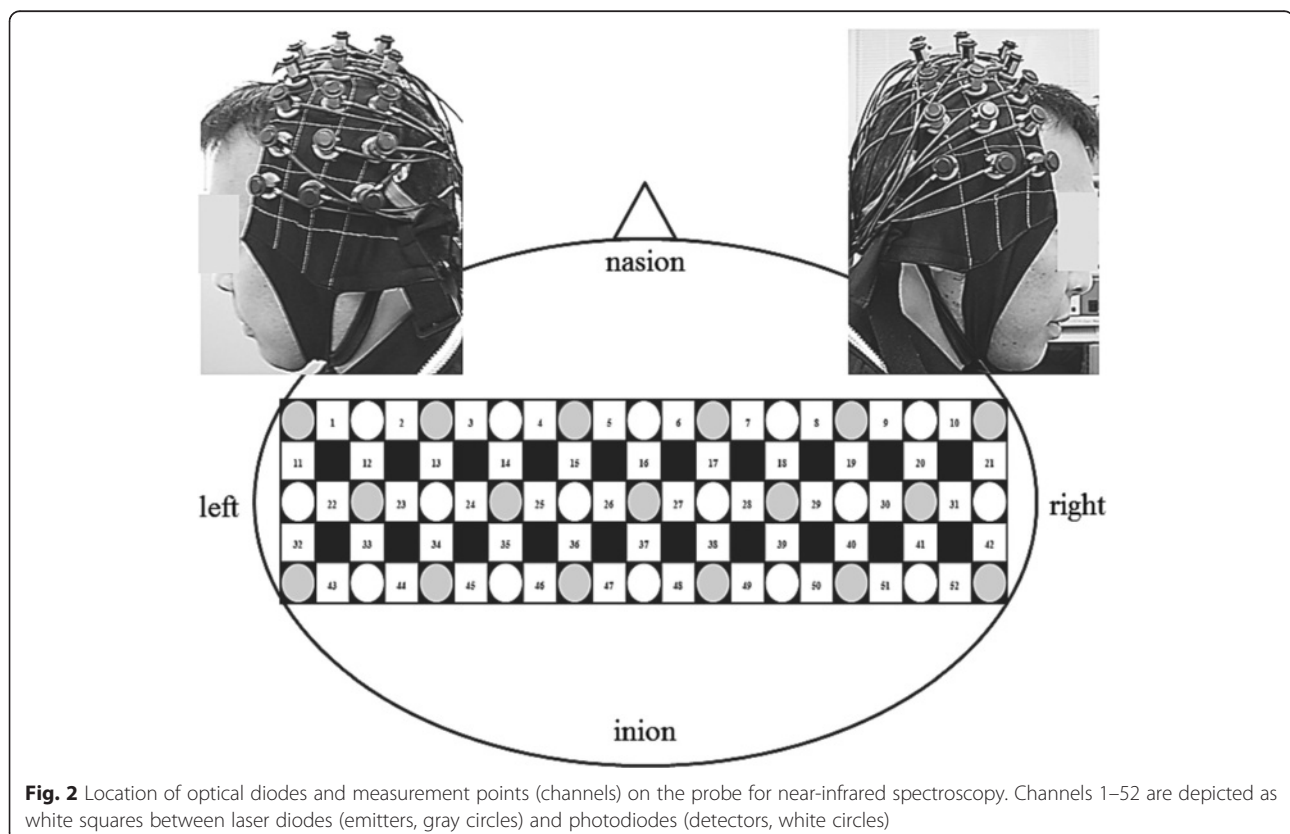 nasion
1 2 3 4 5 6 7 8 9 10
11 12 13 14 15 16 17 18 19 20 21
left 22 23 24 25 26 27 28 29 30 31 right
32 33 34 35 36 37 38 39 40 41 42
43 44 45 46 47 48 49 50 51 52
inion
Fig. 2 Location of optical diodes and measurement points (channels) on the probe for near-infrared spectroscopy. Channels 1–52 are depicted as
white squares between laser diodes (emitters, gray circles) and photodiodes (detectors, white circles)